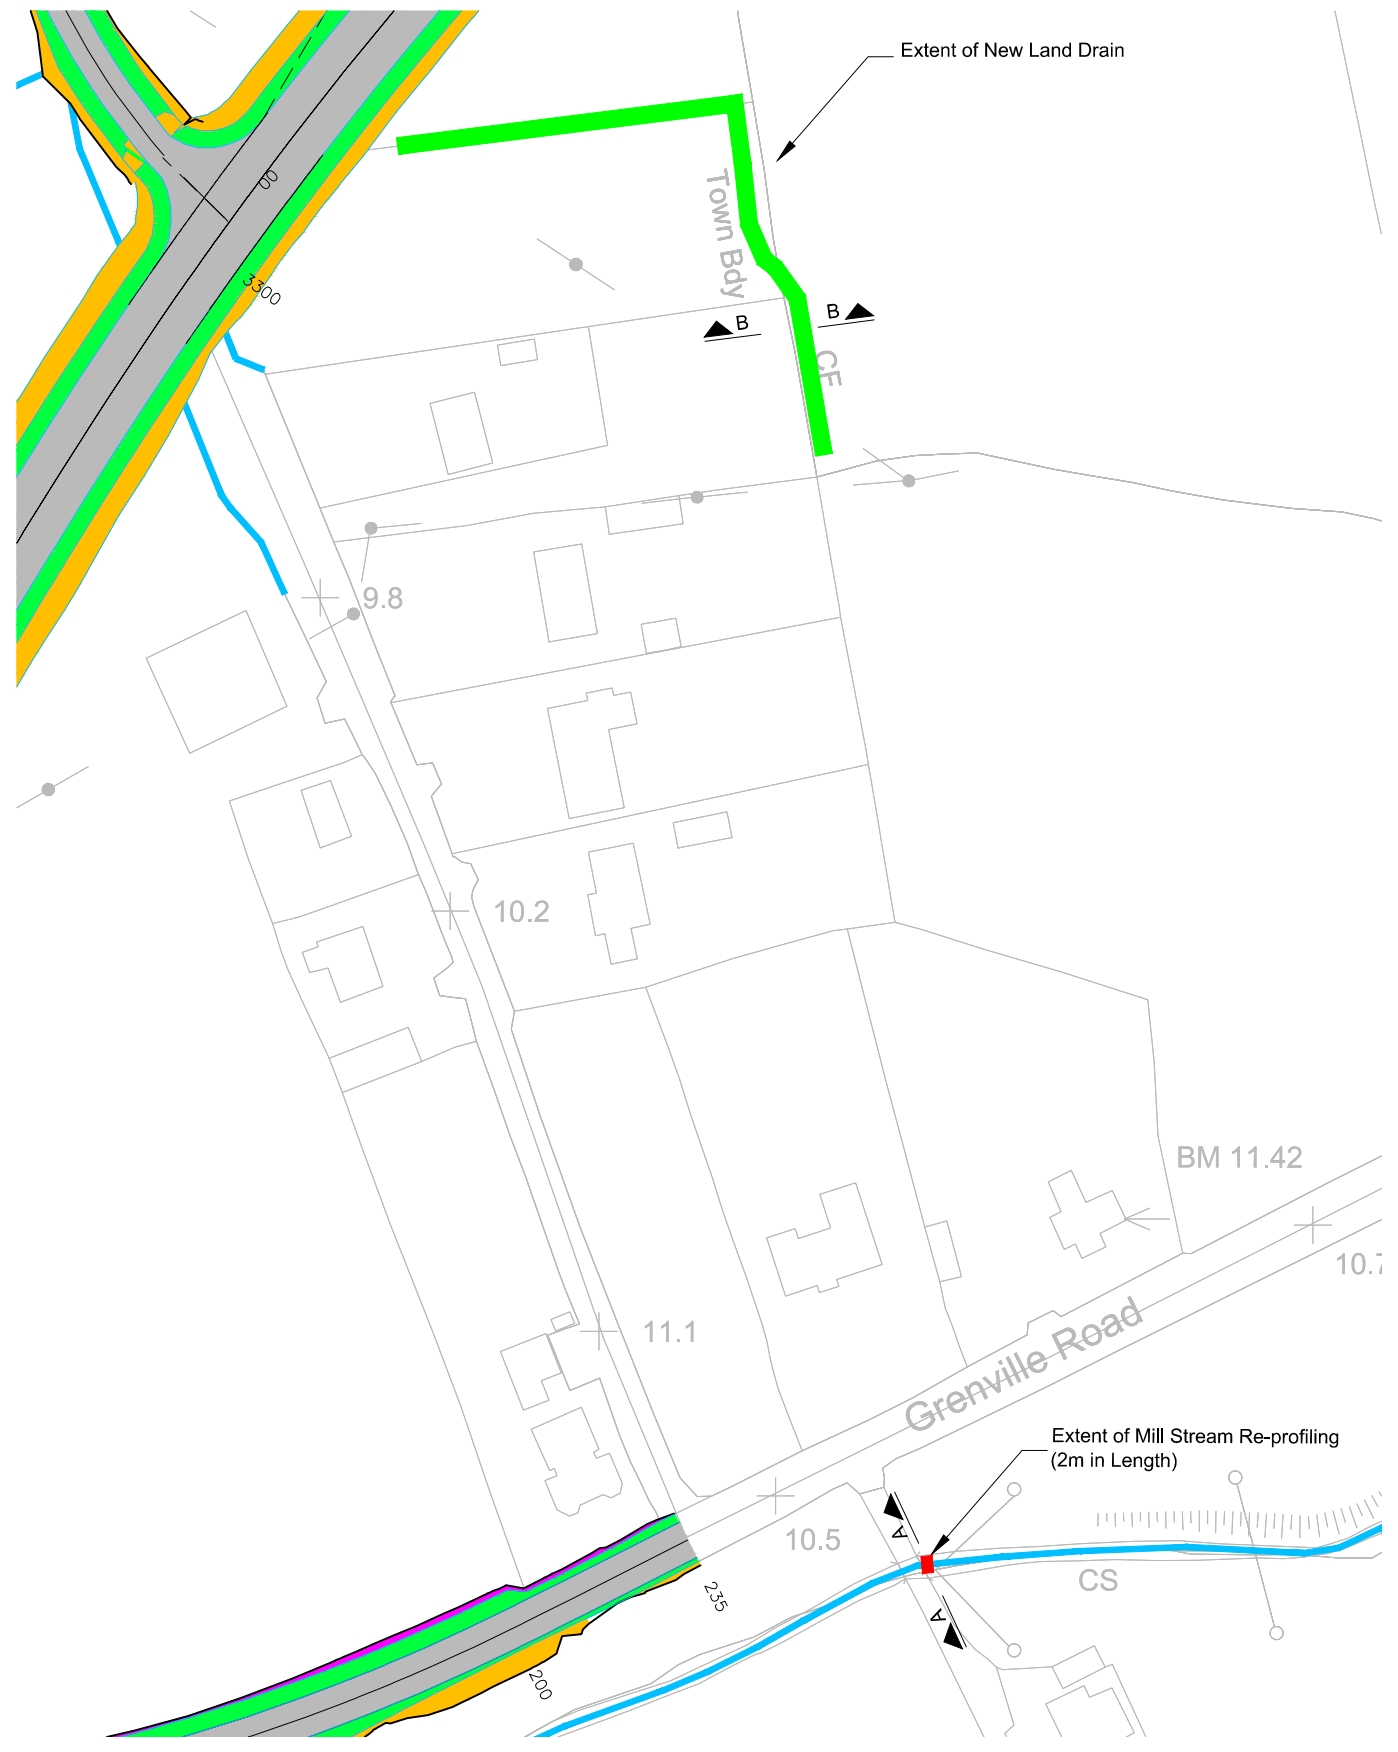 Extent of New Land Drain
00
Town Bdy
3300
B
B
CF
9.8
10.2
BM 11.42
10.7
11.1
Grenville Road
Extent of Mill Stream Re-profiling
(2m in Length)
A
10.5
CS
235
A
200